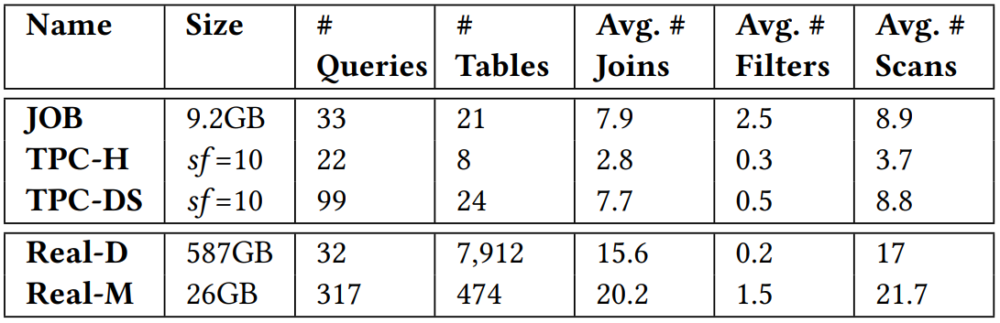 Name Size # Queries # Tables Avg. # Joins Avg. # Filters Avg. # Scans
JOB 9.2GB 33 21 7.9 2.5 8.9
TPC-H sf=10 22 8 2.8 0.3 3.7
TPC-DS sf=10 99 24 7.7 0.5 8.8
Real-D 587GB 32 7,912 15.6 0.2 17
Real-M 26GB 317 474 20.2 1.5 21.7